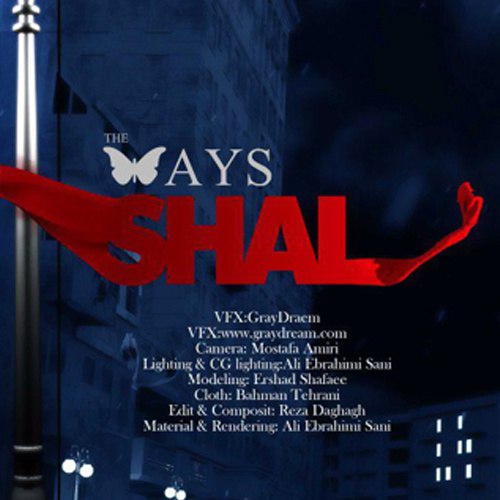 THE
WAYS
SHAL
VFX:GrayDraem
VFX:www.graydream.com
Camera: Mostafa Amiri
Lighting & CG lighting:Ali Ebrahimi Sani
Modeling: Ershad Shafaee
Cloth: Bahman Tehrani
Edit & Composit: Reza Daghagh
Material & Rendering: Ali Ebrahimi Sani